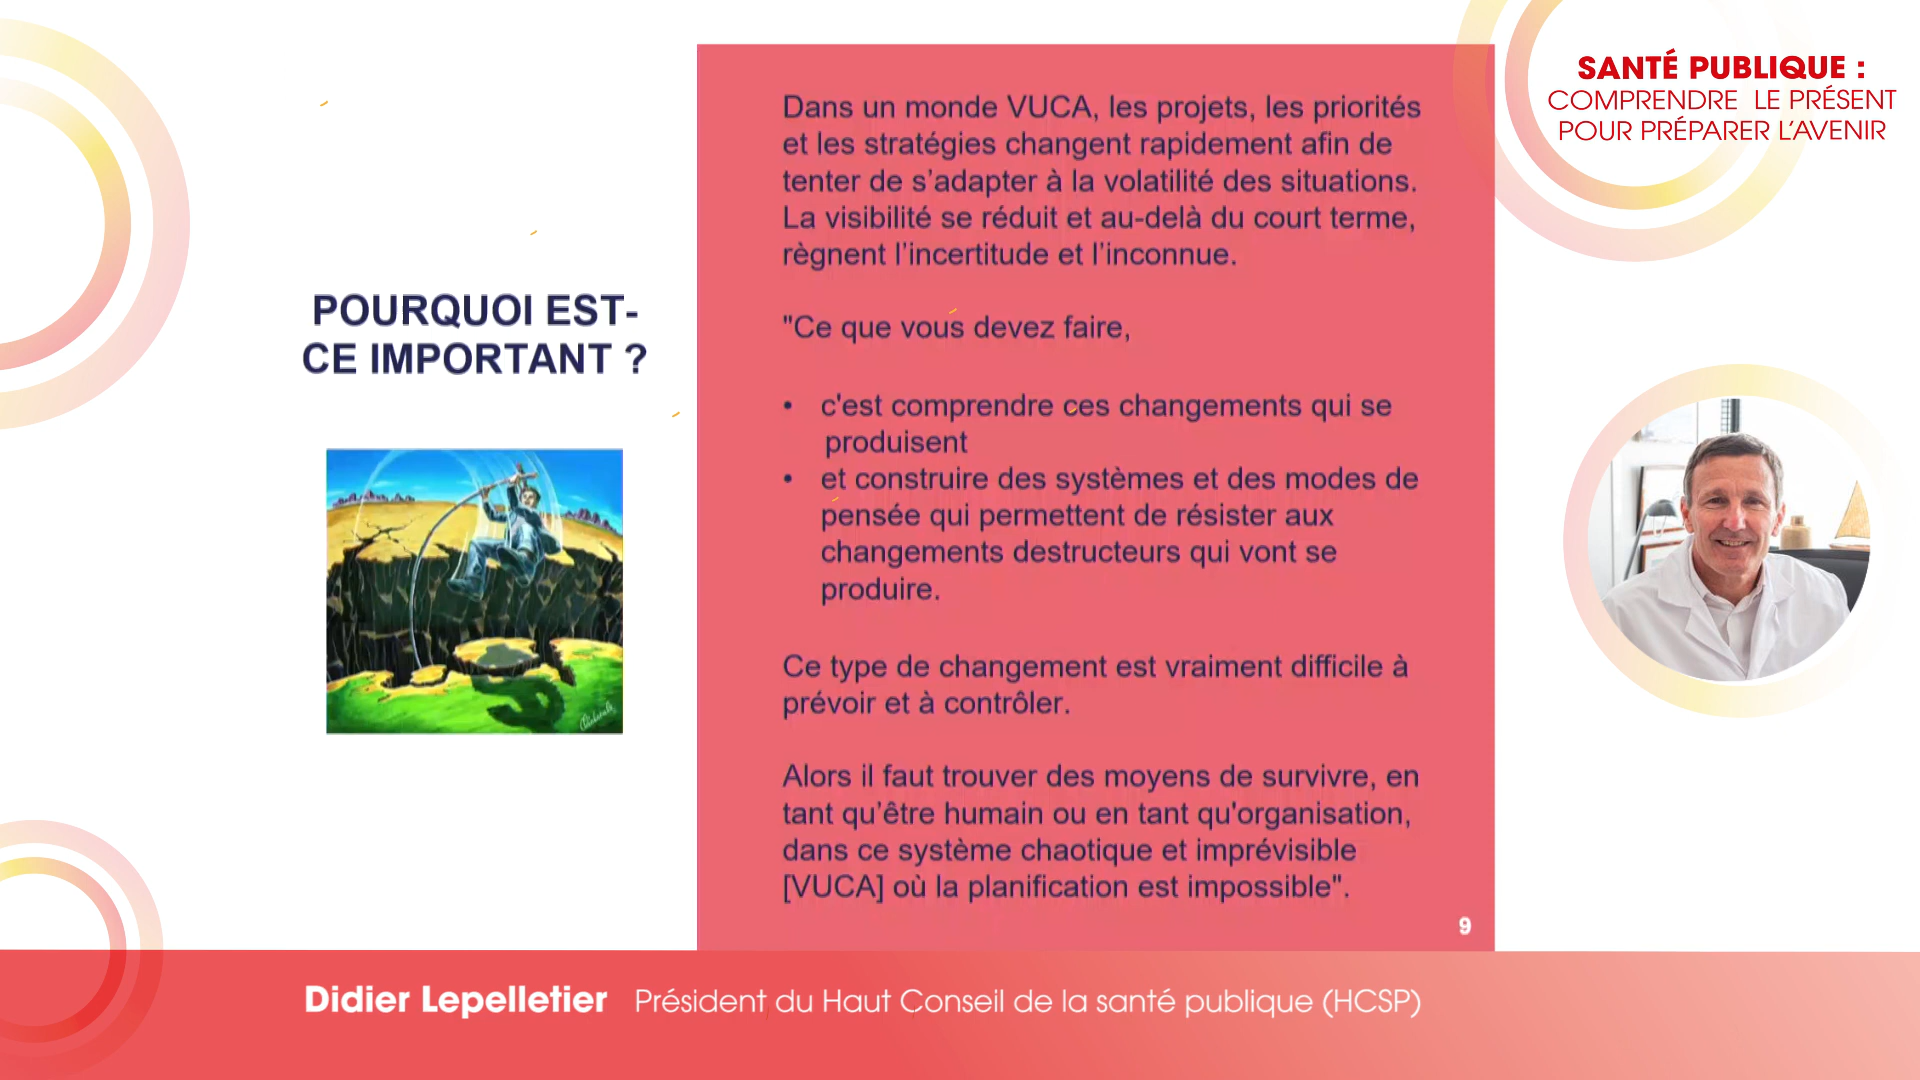 SANTÉ PUBLIQUE :
COMPRENDRE LE PRÉSENT
POUR PRÉPARER L'AVENIR
POUR​QUOI EST-
CE IMPORTANT ?
Dans un monde VUCA, les projets, les priorités
et les stratégies changent rapidement afin de
tenter de s’adapter à la volatilité des situations.
La visibilité se réduit et au-delà du court terme,
règnent l’incertitude et l’inconnue.
"Ce que vous devez faire,
• c'est comprendre ces changements qui se
produisent
• et construire des systèmes et des modes de
pensée qui permettent de résister aux
changements destructeurs qui vont se
produire.
Ce type de changement est vraiment difficile à
prévoir et à contrôler.
Alors il faut trouver des moyens de survivre, en
tant qu’être humain ou en tant qu'organisation,
dans ce système chaotique et imprévisible
[VUCA] où la planification est impossible".
9
Didier Lepelletier Président du Haut Conseil de la santé publique (HCSP)